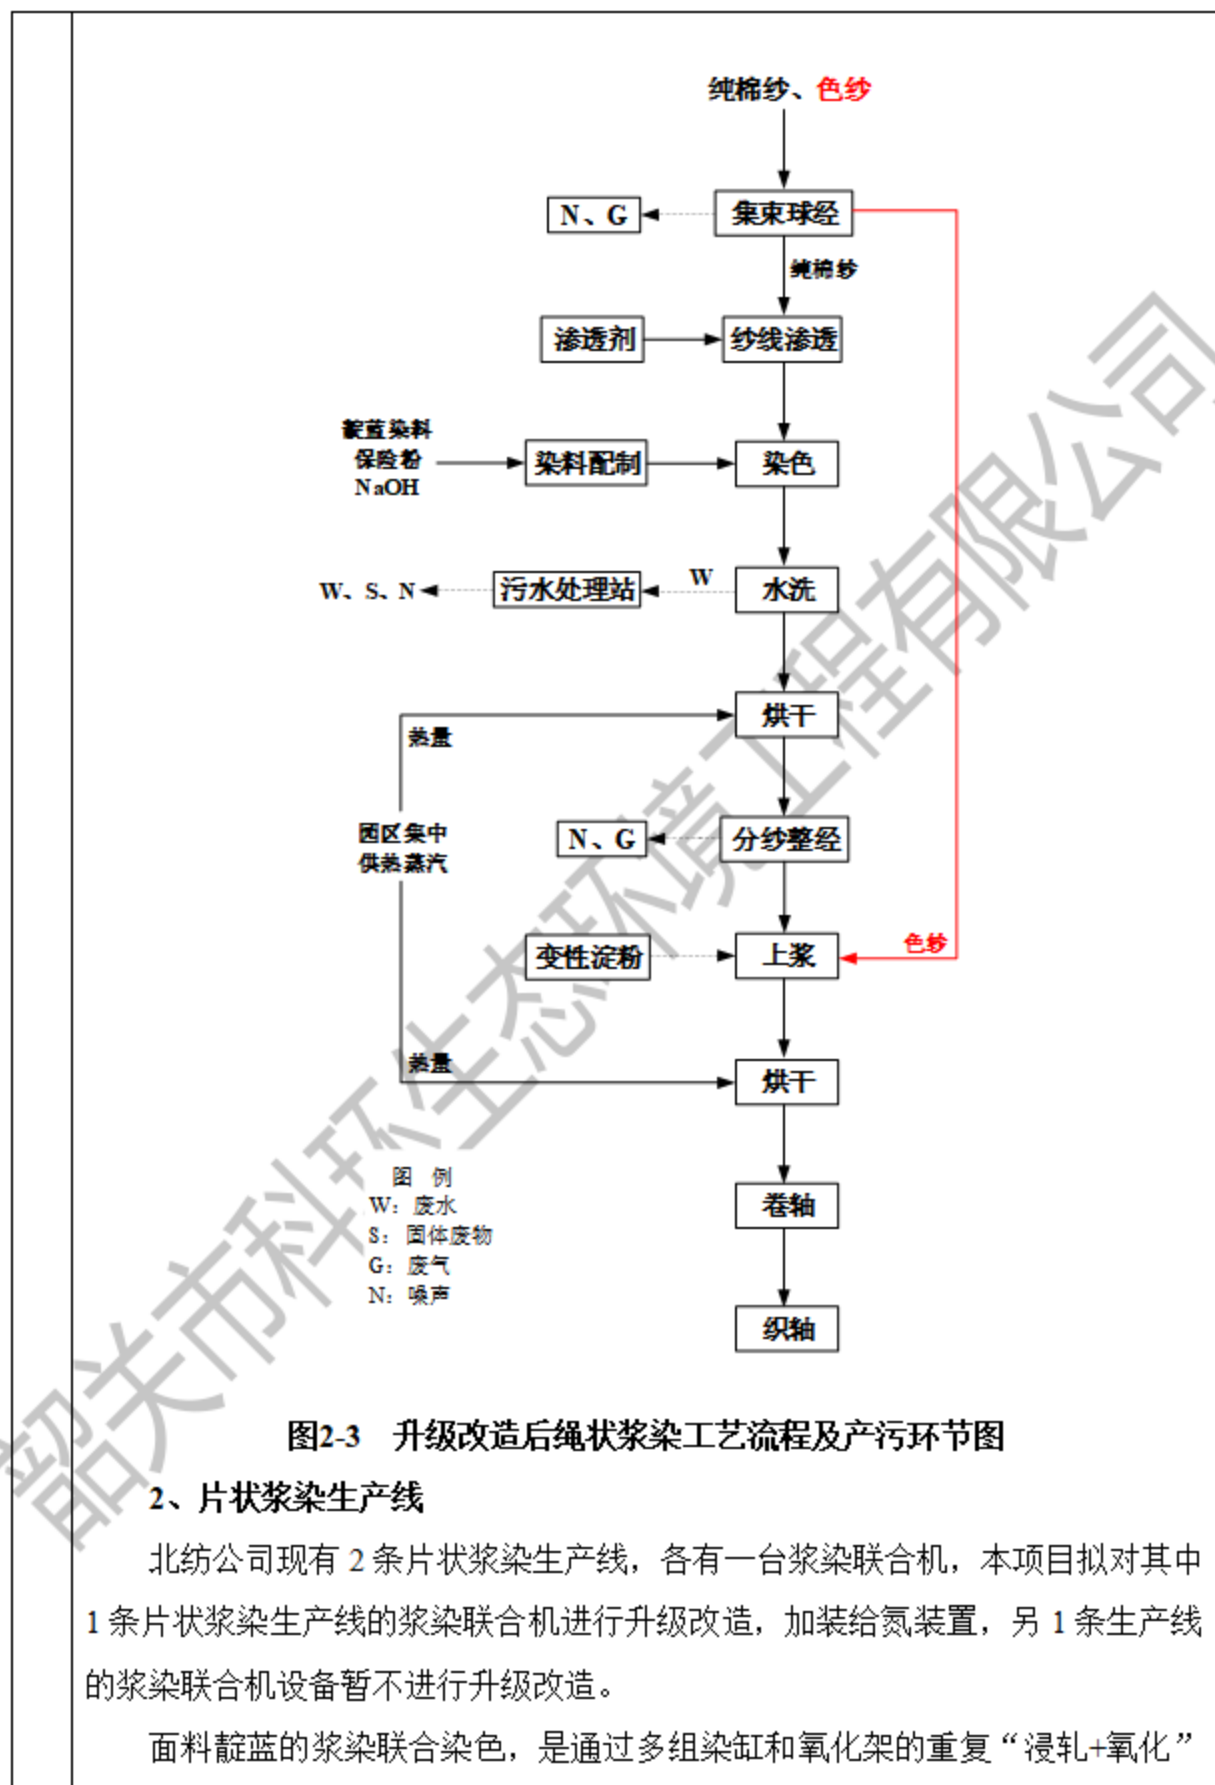 纯棉纱、色纱
N、G
集束球经
纯棉纱
渗透剂
纱线渗透
靛蓝染料
保险粉
NaOH
染料配制
染色
W、S、N
污水处理站
W
水洗
烘干
热量
园区集中
供热蒸汽
N、G
分纱整经
变性淀粉
上浆
色纱
热量
烘干
图 例
W：废水
S：固体废物
G：废气
N：噪声
卷轴
织轴
图2-3 升级改造后绳状浆染工艺流程及产污环节图
2、片状浆染生产线
北纺公司现有 2 条片状浆染生产线，各有一台浆染联合机，本项目拟对其中
1 条片状浆染生产线的浆染联合机进行升级改造，加装给氮装置，另 1 条生产线
的浆染联合机设备暂不进行升级改造。
面料靛蓝的浆染联合染色，是通过多组染缸和氧化架的重复“浸轧+氧化”
韶关市科环生态环境工程有限公司